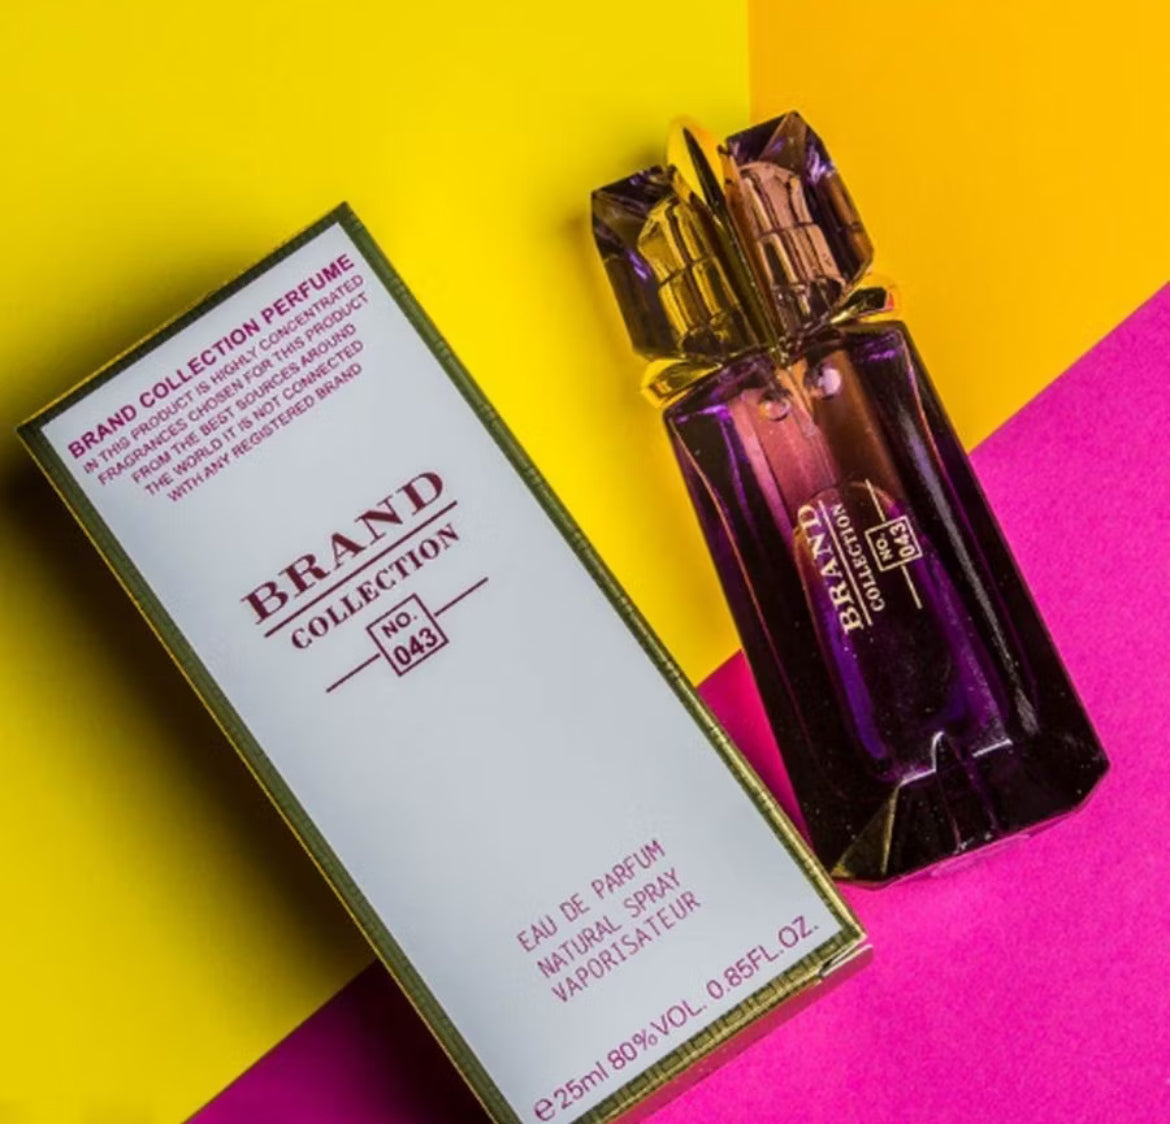 BRAND COLLECTION PERFUME
IN THIS PRODUCT IS HIGHLY CONCENTRATED
FRAGRANCES CHOSEN FOR THIS PRODUCT
FROM THE BEST SOURCES AROUND
THE WORLD IT IS NOT CONNECTED
WITH ANY REGISTERED BRAND
BRAND
COLLECTION
NO.
043
EAU DE PARFUM
NATURAL SPRAY
VAPORISATEUR
℮25ml 80%VOL. 0.85FL.OZ.
BRAND
COLLECTION
NO.
043